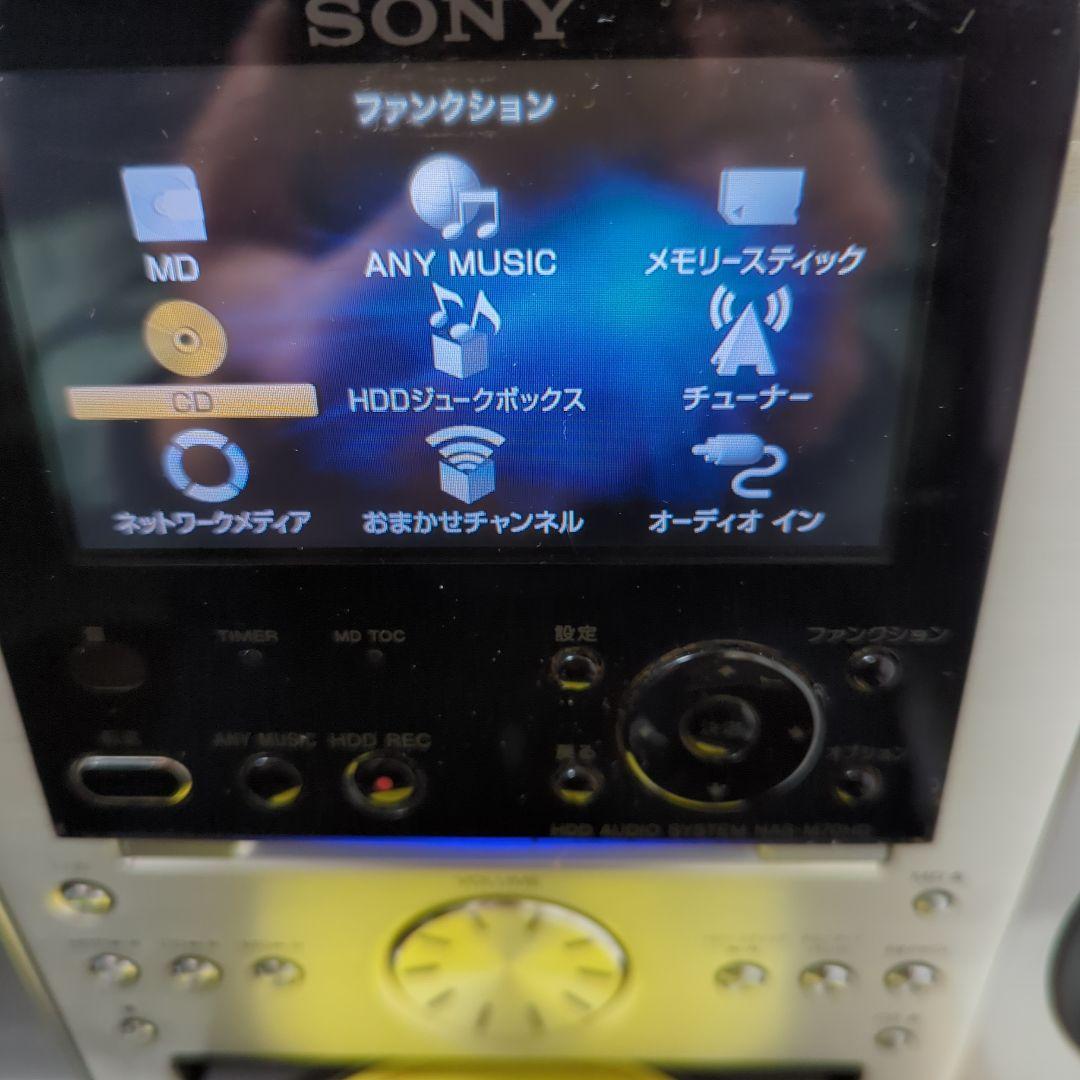 SONY
ファンクション
MD
ANY MUSIC
メモリースティック
CD
HDDジュークボックス
チューナー
ネットワークメディア
おまかせチャンネル
オーディオ イン
TIMER
MD TOC
設定
ファンクション
ANY MUSIC
HDD REC
戻る
決定
オプション
HDD AUDIO SYSTEM
VOLUME